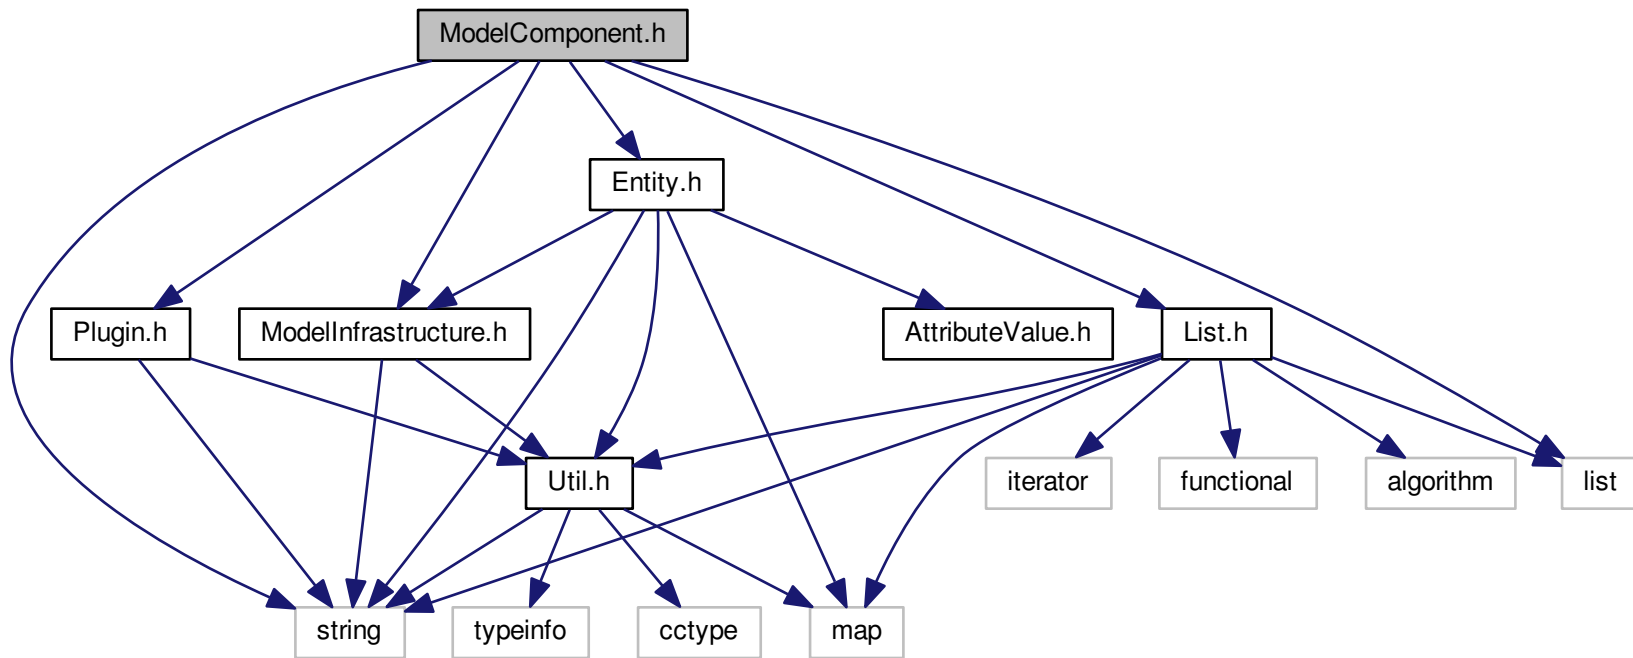 ModelComponent.h
Entity.h
Plugin.h
ModelInfrastructure.h
AttributeValue.h
List.h
Util.h
iterator
functional
algorithm
list
string
typeinfo
cctype
map